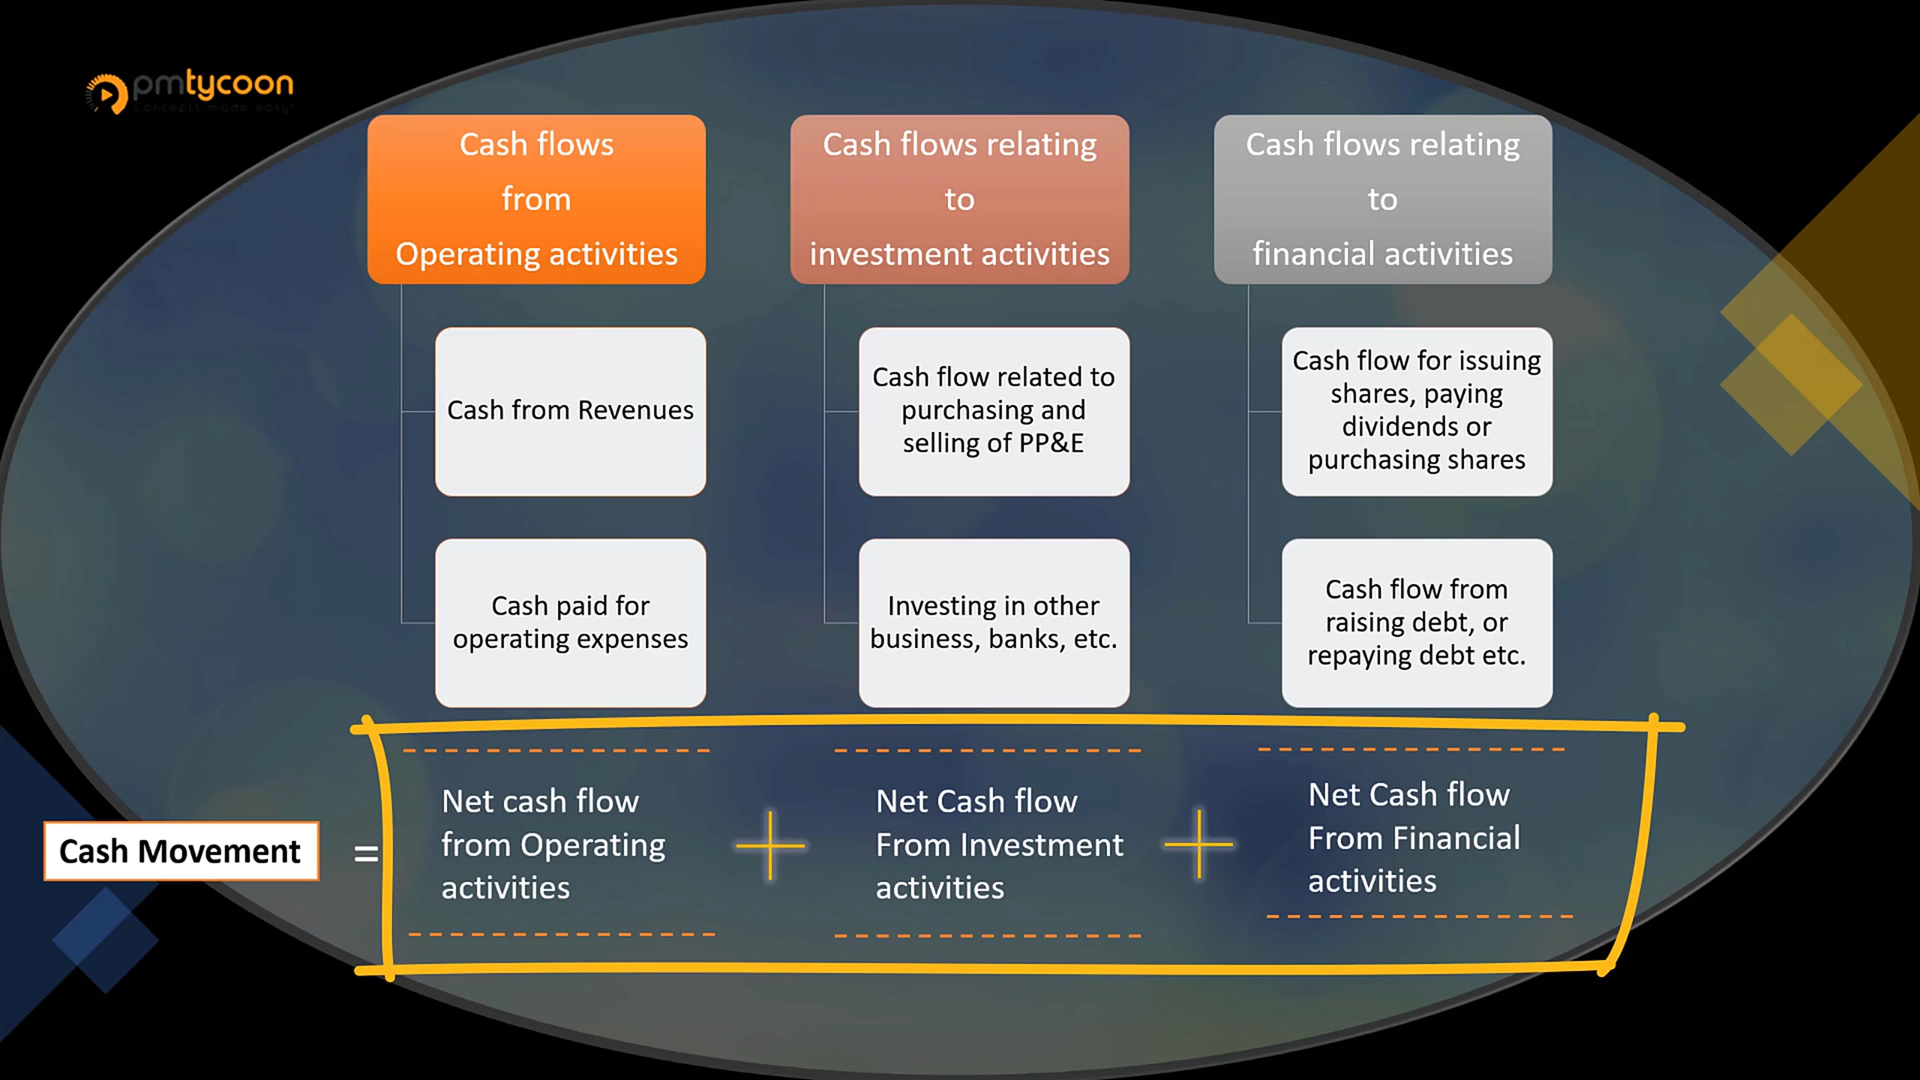 pmtycoon
Concepts made easy!
Cash flows
from
Operating activities
Cash flows relating
to
investment activities
Cash flows relating
to
financial activities
Cash from Revenues
Cash flow related to
purchasing and
selling of PP&E
Cash flow for issuing
shares, paying
dividends or
purchasing shares
Cash paid for
operating expenses
Investing in other
business, banks, etc.
Cash flow from
raising debt, or
repaying debt etc.
Cash Movement
=
Net cash flow
from Operating
activities
+
Net Cash flow
From Investment
activities
+
Net Cash flow
From Financial
activities